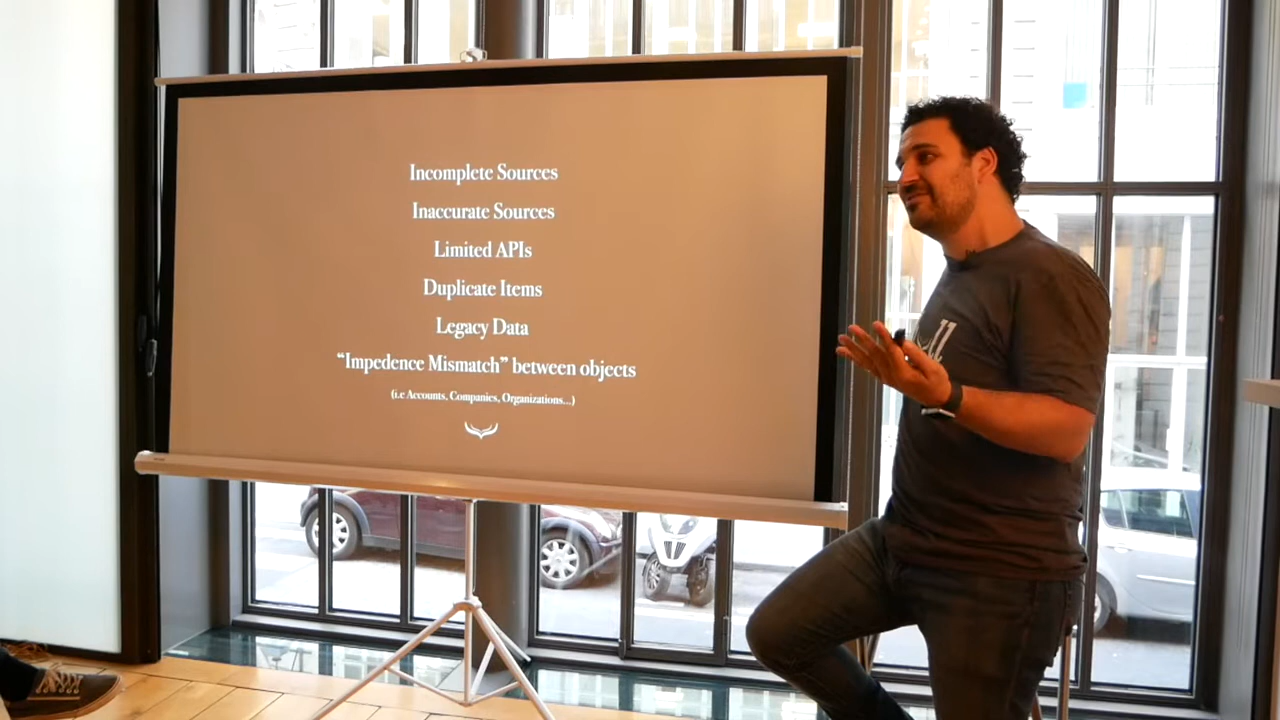 Incomplete Sources
Inaccurate Sources
Limited APIs
Duplicate Items
Legacy Data
“Impedence Mismatch” between objects
(i.e Accounts, Companies, Organizations...)